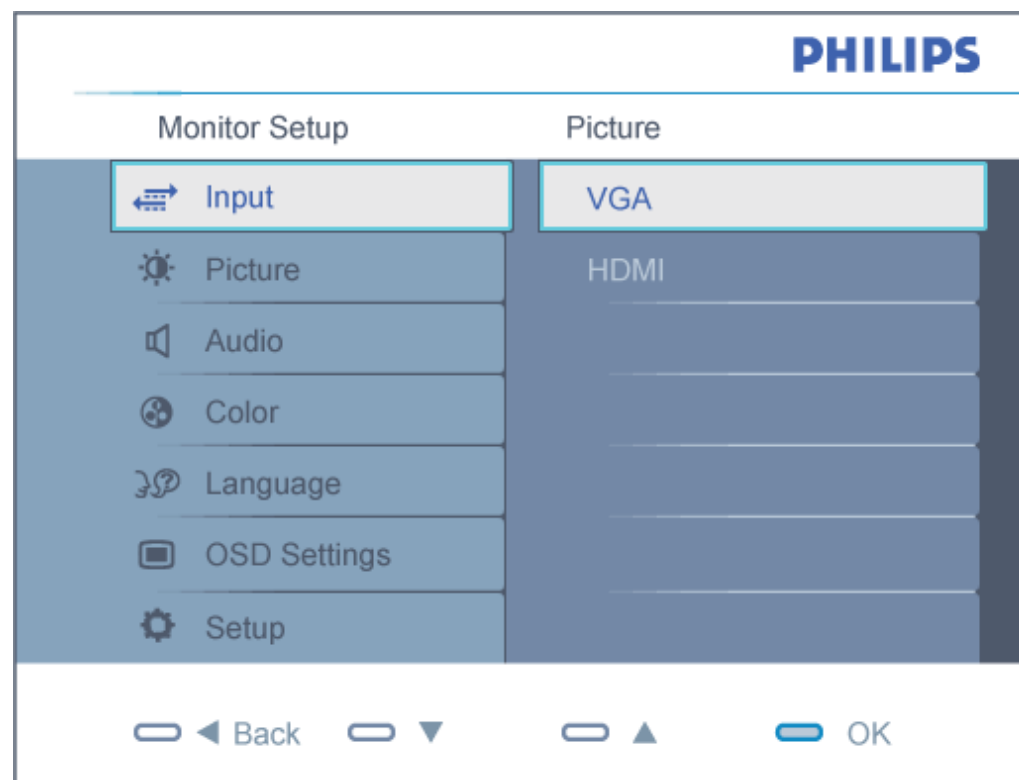 PHILIPS
Monitor Setup Picture
Input VGA
Picture HDMI
Audio
Color
Language
OSD Settings
Setup
◀ Back ▼ ▲ OK